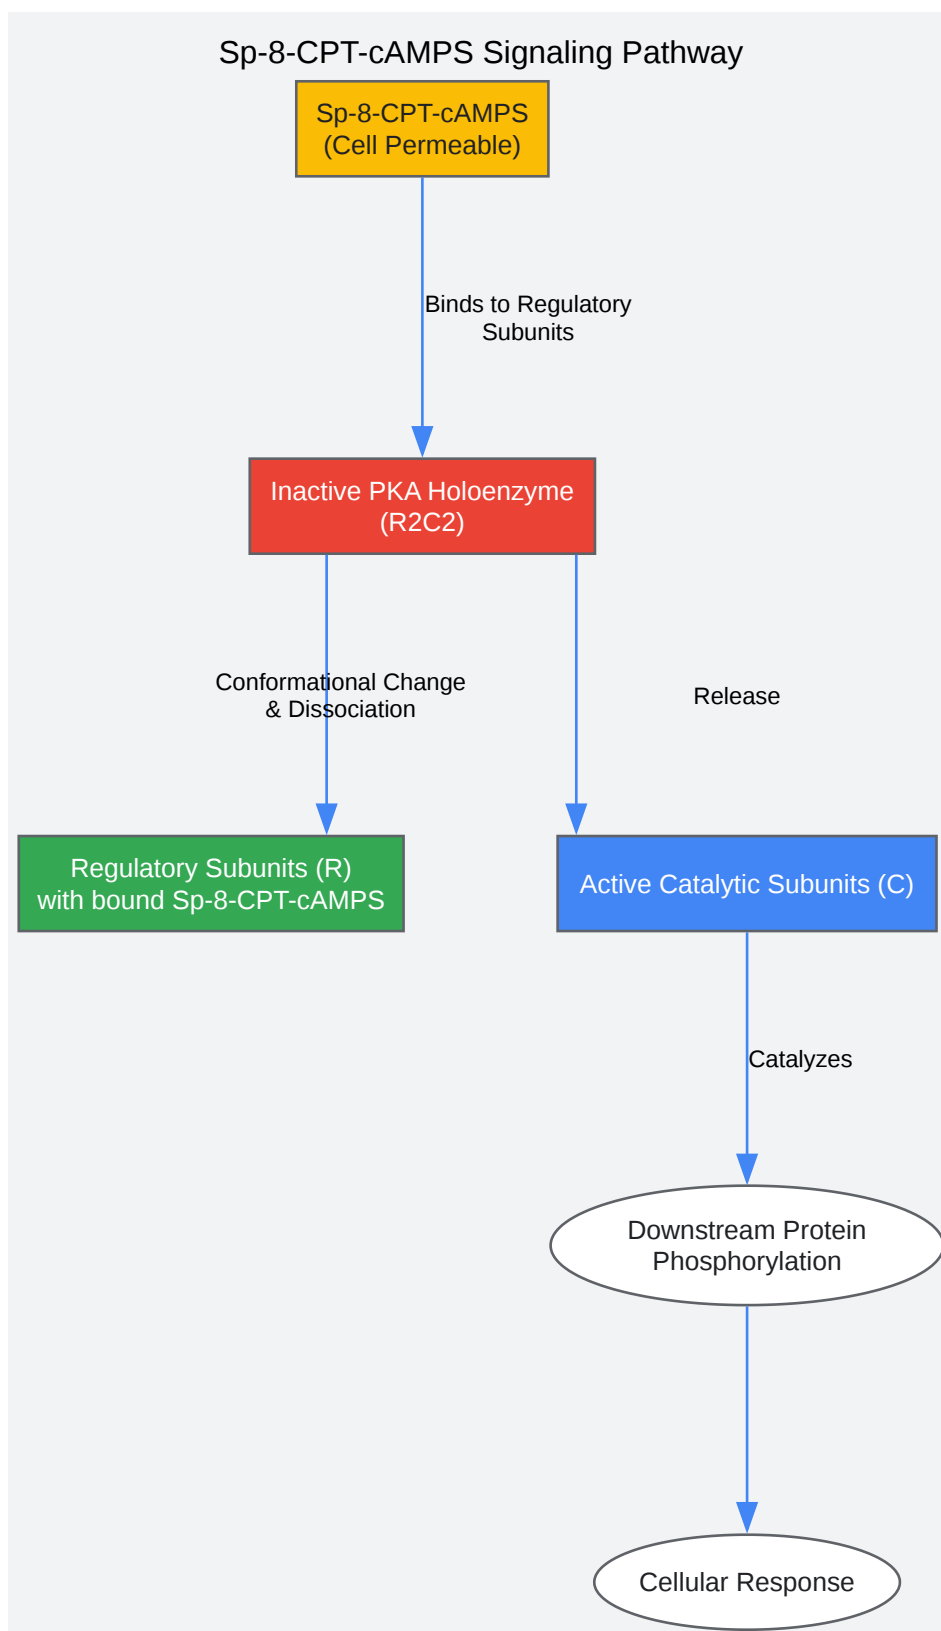 Sp-8-CPT-cAMPS Signaling Pathway
Sp-8-CPT-cAMPS
(Cell Permeable)
Binds to Regulatory
Subunits
Inactive PKA Holoenzyme
(R2C2)
Conformational Change
& Dissociation
Release
Regulatory Subunits (R)
with bound Sp-8-CPT-cAMPS
Active Catalytic Subunits (C)
Catalyzes
Downstream Protein
Phosphorylation
Cellular Response